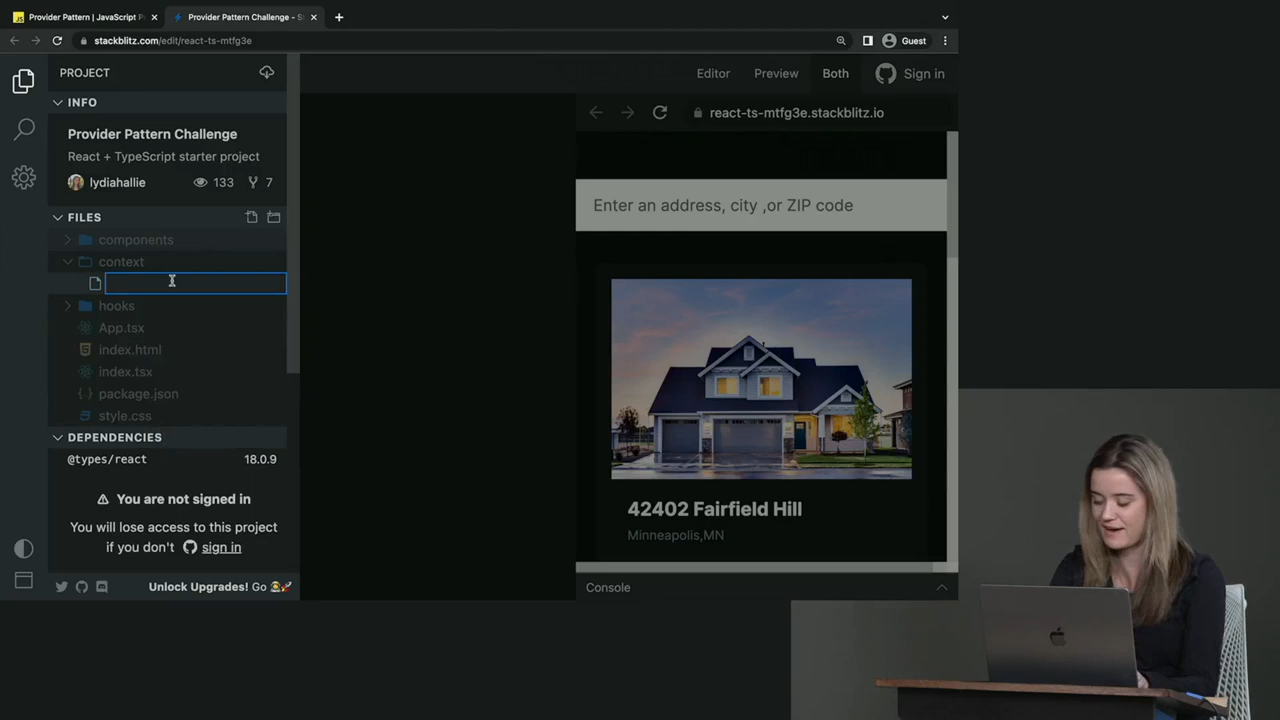 JS Provider Pattern | JavaScript P
Provider Pattern Challenge - S
stackblitz.com/edit/react-ts-mtfg3e
Guest
PROJECT
Editor
Preview
Both
Sign in
INFO
Provider Pattern Challenge
React + TypeScript starter project
lydiahallie
133
7
react-ts-mtfg3e.stackblitz.io
Enter an address, city ,or ZIP code
FILES
components
context
hooks
App.tsx
index.html
index.tsx
package.json
style.css
DEPENDENCIES
@types/react 18.0.9
You are not signed in
You will lose access to this project
if you don't sign in
Unlock Upgrades! Go
42402 Fairfield Hill
Minneapolis,MN
Console